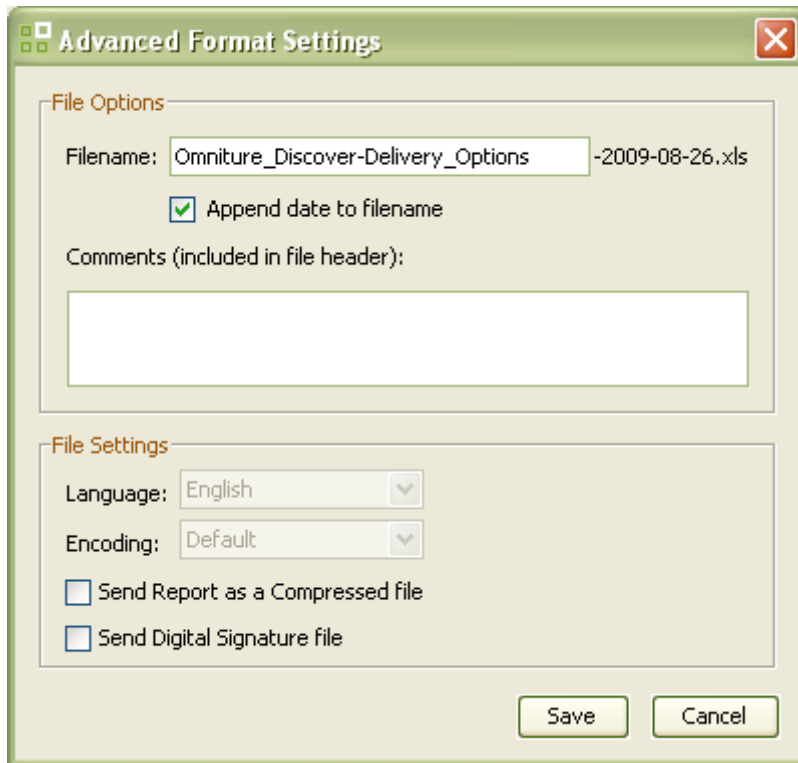 Advanced Format Settings
File Options
Filename: Omniture_Discover-Delivery_Options -2009-08-26.xls
Append date to filename
Comments (included in file header):
File Settings
Language: English
Encoding: Default
Send Report as a Compressed file
Send Digital Signature file
Save Cancel